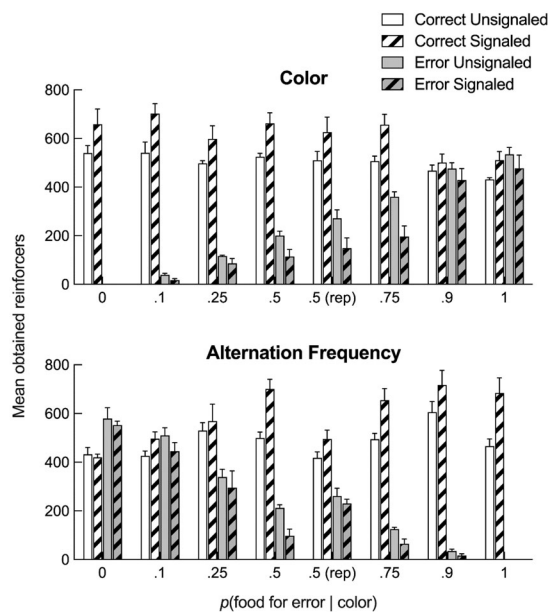 Correct Unsignaled
Correct Signaled
Error Unsignaled
Error Signaled
Color
Mean obtained reinforcers
800
600
400
200
0
0 .1 .25 .5 .5 (rep) .75 .9 1
Alternation Frequency
800
600
400
200
0
0 .1 .25 .5 .5 (rep) .75 .9 1
p(food for error | color)